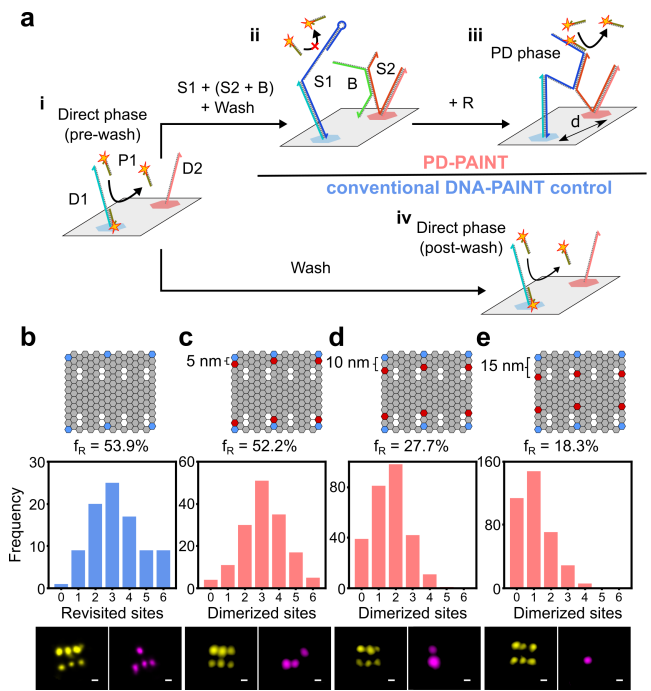 a
ii
iii
S1 + (S2 + B)
+ Wash
S1
B
S2
PD phase
+ R
d
i
Direct phase
(pre-wash)
P1
D1
D2
PD-PAINT
conventional DNA-PAINT control
iv
Direct phase
(post-wash)
Wash
b
c
d
e
5 nm
10 nm
15 nm
fR = 53.9%
fR = 52.2%
fR = 27.7%
fR = 18.3%
Frequency
30
20
10
0
0 1 2 3 4 5 6
Revisited sites
60
40
20
0
0 1 2 3 4 5 6
Dimerized sites
80
40
0
0 1 2 3 4 5 6
Dimerized sites
160
80
0
0 1 2 3 4 5 6
Dimerized sites